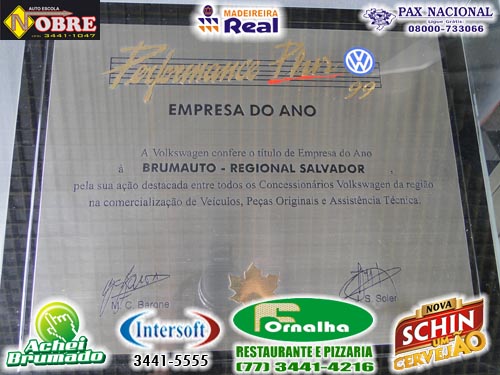 AUTO ESCOLA
NOBRE
3441-1047
MADEIREIRA
Real
PAX NACIONAL
Ligue Grátis
08000-733066
Performance Plus
99
EMPRESA DO ANO
A Volkswagen confere o título de Empresa do Ano
à BRUMAUTO - REGIONAL SALVADOR
pela sua ação destacada entre todos os Concessionários Volkswagen da região
na comercialização de Veículos, Peças Originais e Assistência Técnica.
M. C. Barone
J. S. Soler
Achei
Brumado
Intersoft
3441-5555
Fornalha
RESTAURANTE E PIZZARIA
(77) 3441-4216
NOVA
SCHIN
UM
CERVEJÃO